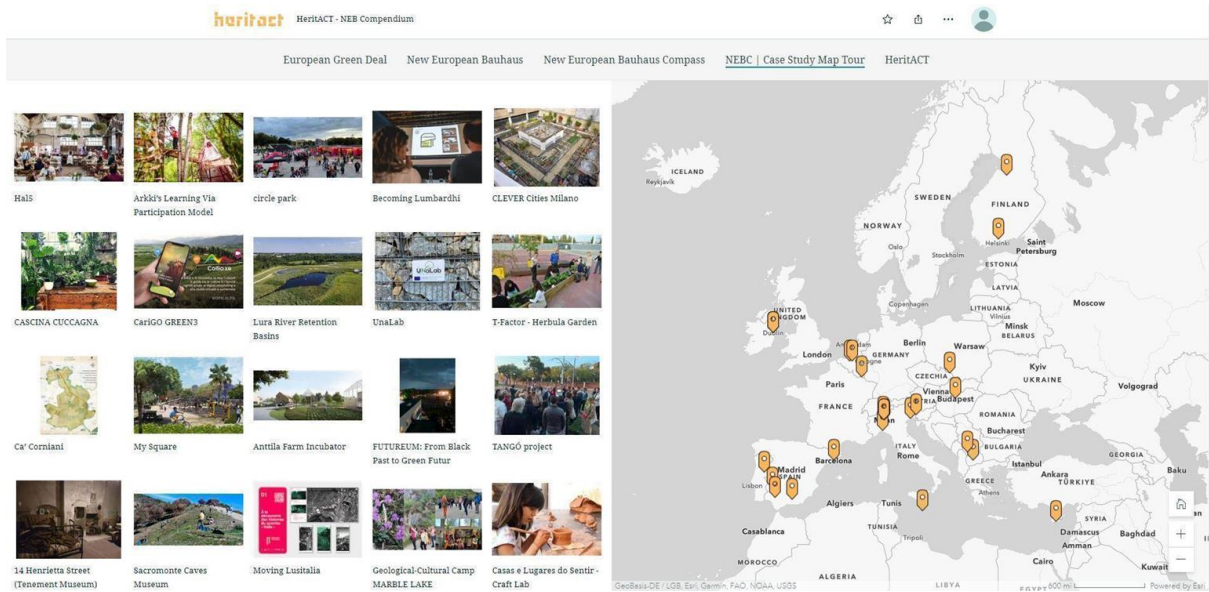 heritact
HeritACT - NEB Compendium
European Green Deal New European Bauhaus New European Bauhaus Compass NEBC | Case Study Map Tour HeritACT
Hal5
Arkki's Learning Via
Participation Model
circle park
Becoming Lumbardhi
CLEVER Cities Milano
CASCINA CUCCAGNA
CariGO GREEN3
Lura River Retention
Basins
UnaLab
T-Factor - Herbula Garden
Ca' Corniani
My Square
Anttila Farm Incubator
FUTUREUM: From Black
Past to Green Futur
TANGÓ project
14 Henrietta Street
(Tenement Museum)
Sacromonte Caves
Museum
Moving Lusitalia
Geological-Cultural Camp
MARBLE LAKE
Casas e Lugares do Sentir -
Craft Lab
UnaLab
ICELAND
Reykjavik
SWEDEN
FINLAND
NORWAY
Helsinki
Saint
Petersburg
Oslo
Stockholm
ESTONIA
LATVIA
Moscow
Copenhagen
LITHUANIA
Vilnius
Minsk
BELARUS
UNITED
Dublin
Berlin
Warsaw
London
GERMANY
Kyiv
UKRAINE
CZECHIA
Paris
Vienna
Budapest
Volgograd
FRANCE
ROMANIA
Bucharest
ITALY
Rome
BULGARIA
Barcelona
GEORGIA
Istanbul
Ankara
TÜRKIYE
Baku
Madrid
SPAIN
Lisbon
GREECE
Athens
Algiers
Tunis
SYRIA
TUNISIA
Damascus
Baghdad
Casablanca
Tripoli
Amman
MOROCCO
Cairo
Kuwait
ALGERIA
LIBYA
EGYPT
600 mi
GeoBasis-DE / LGB, Esri, Garmin, FAO, NOAA, USGS
Powered by Esri